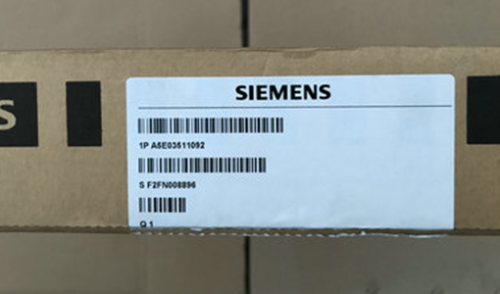 S
SIEMENS
1P A5E03511092
S F2FN008896
Q 1